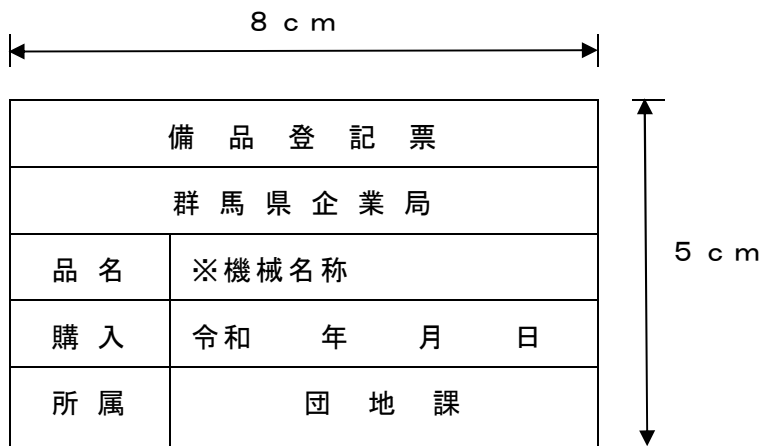 ８ｃｍ
備品登記票
群馬県企業局
品名 ※機械名称
購入 令和 年 月 日
所属 団地課
５ｃｍ